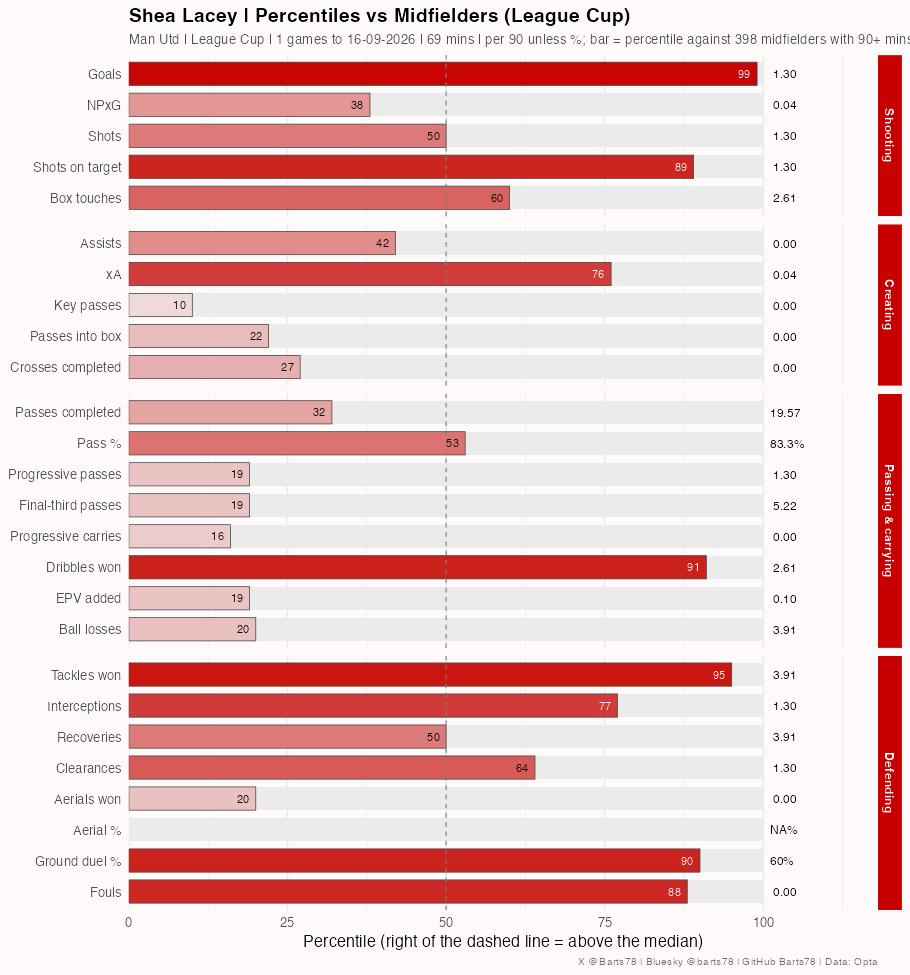 Shea Lacey | Percentiles vs Midfielders (League Cup)
Man Utd | League Cup | 1 games to 16-09-2026 | 69 mins | per 90 unless %; bar = percentile against 398 midfielders with 90+ mins
Goals 99 1.30
NPxG 38 0.04
Shots 50 1.30
Shots on target 89 1.30
Box touches 60 2.61
Shooting
Assists 42 0.00
xA 76 0.04
Key passes 10 0.00
Passes into box 22 0.00
Crosses completed 27 0.00
Creating
Passes completed 32 19.57
Pass % 53 83.3%
Progressive passes 19 1.30
Final-third passes 19 5.22
Progressive carries 16 0.00
Dribbles won 91 2.61
EPV added 19 0.10
Ball losses 20 3.91
Passing & carrying
Tackles won 95 3.91
Interceptions 77 1.30
Recoveries 50 3.91
Clearances 64 1.30
Aerials won 20 0.00
Aerial % NA%
Ground duel % 90 60%
Fouls 88 0.00
Defending
0 25 50 75 100
Percentile (right of the dashed line = above the median)
X @Barts78 | Bluesky @barts78 | GitHub Barts78 | Data: Opta